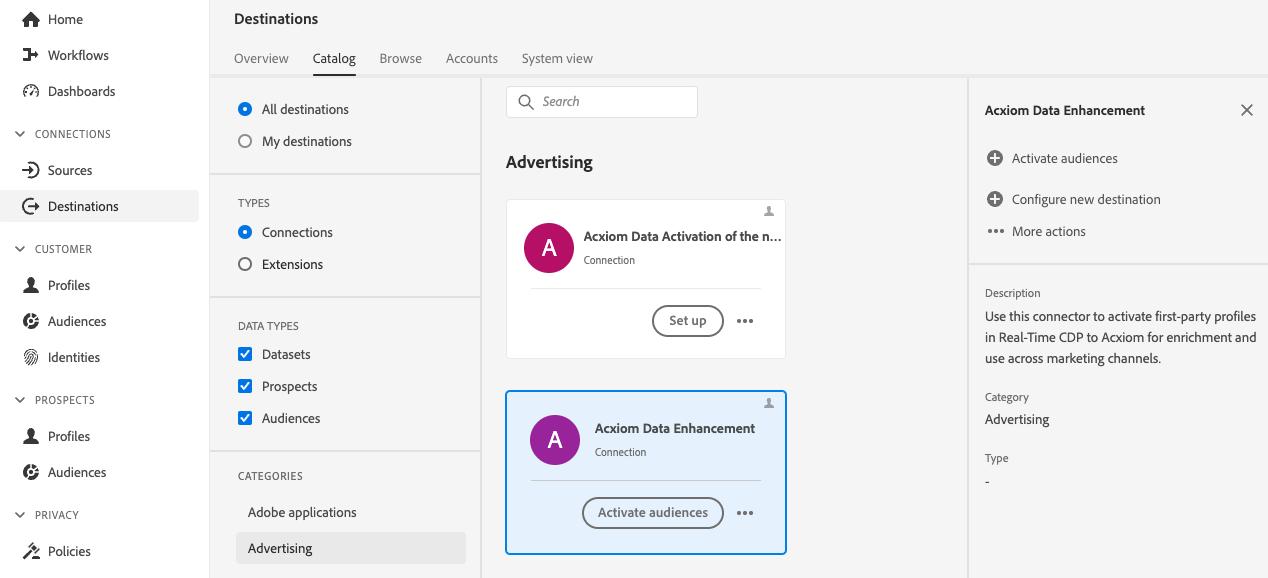 Home
Workflows
Dashboards
CONNECTIONS
Sources
Destinations
CUSTOMER
Profiles
Audiences
Identities
PROSPECTS
Profiles
Audiences
PRIVACY
Policies
Destinations
Overview Catalog Browse Accounts System view
All destinations
My destinations
TYPES
Connections
Extensions
DATA TYPES
Datasets
Prospects
Audiences
CATEGORIES
Adobe applications
Advertising
Search
Advertising
A
Acxiom Data Activation of the n...
Connection
Set up
A
Acxiom Data Enhancement
Connection
Activate audiences
Acxiom Data Enhancement
Activate audiences
Configure new destination
More actions
Description
Use this connector to activate first-party profiles
in Real-Time CDP to Acxiom for enrichment and
use across marketing channels.
Category
Advertising
Type
-